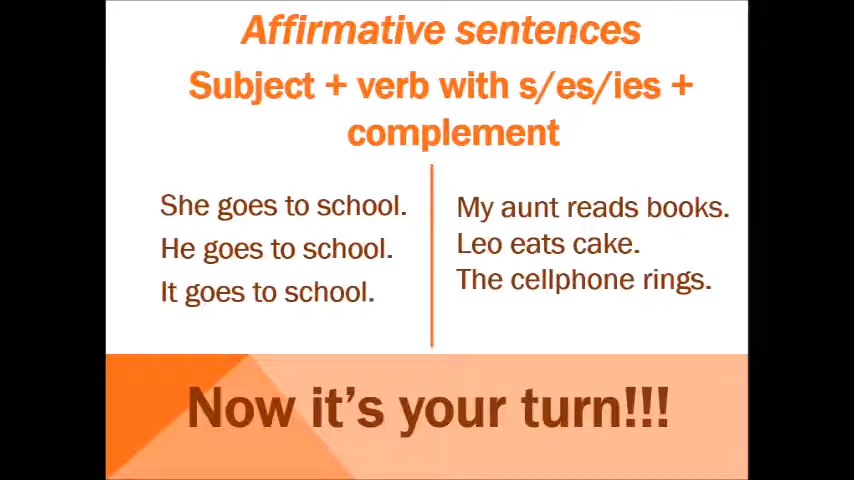 Affirmative sentences
Subject + verb with s/es/ies +
complement
She goes to school.
He goes to school.
It goes to school.
My aunt reads books.
Leo eats cake.
The cellphone rings.
Now it’s your turn!!!